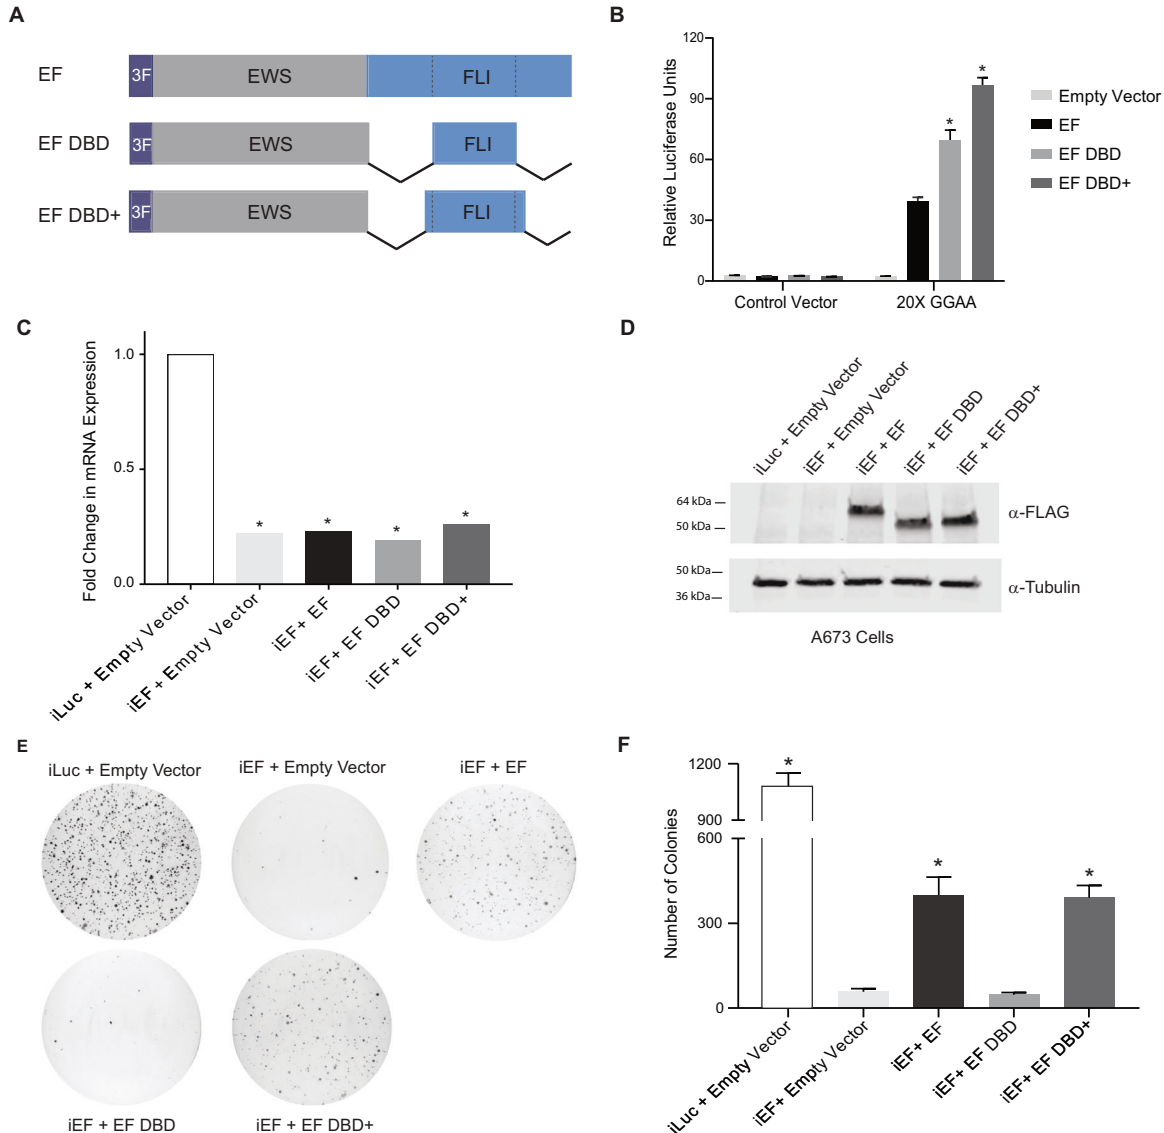 A
EF
3F
EWS
FLI
EF DBD
3F
EWS
FLI
EF DBD+
3F
EWS
FLI
B
Relative Luciferase Units
120
90
60
30
0
Control Vector
20X GGAA
*
*
Empty Vector
EF
EF DBD
EF DBD+
C
Fold Change in mRNA Expression
1.0
0.5
0.0
*
*
*
*
iLuc + Empty Vector
iEF + Empty Vector
iEF+ EF
iEF+ EF DBD
iEF+ EF DBD+
D
iLuc + Empty Vector
iEF + Empty Vector
iEF + EF
iEF + EF DBD
iEF + EF DBD+
64 kDa
50 kDa
α-FLAG
50 kDa
36 kDa
α-Tubulin
A673 Cells
E
iLuc + Empty Vector
iEF + Empty Vector
iEF + EF
iEF + EF DBD
iEF + EF DBD+
F
Number of Colonies
1200
900
600
300
0
*
*
*
iLuc + Empty Vector
iEF+ Empty Vector
iEF+ EF
iEF+ EF DBD
iEF+ EF DBD+